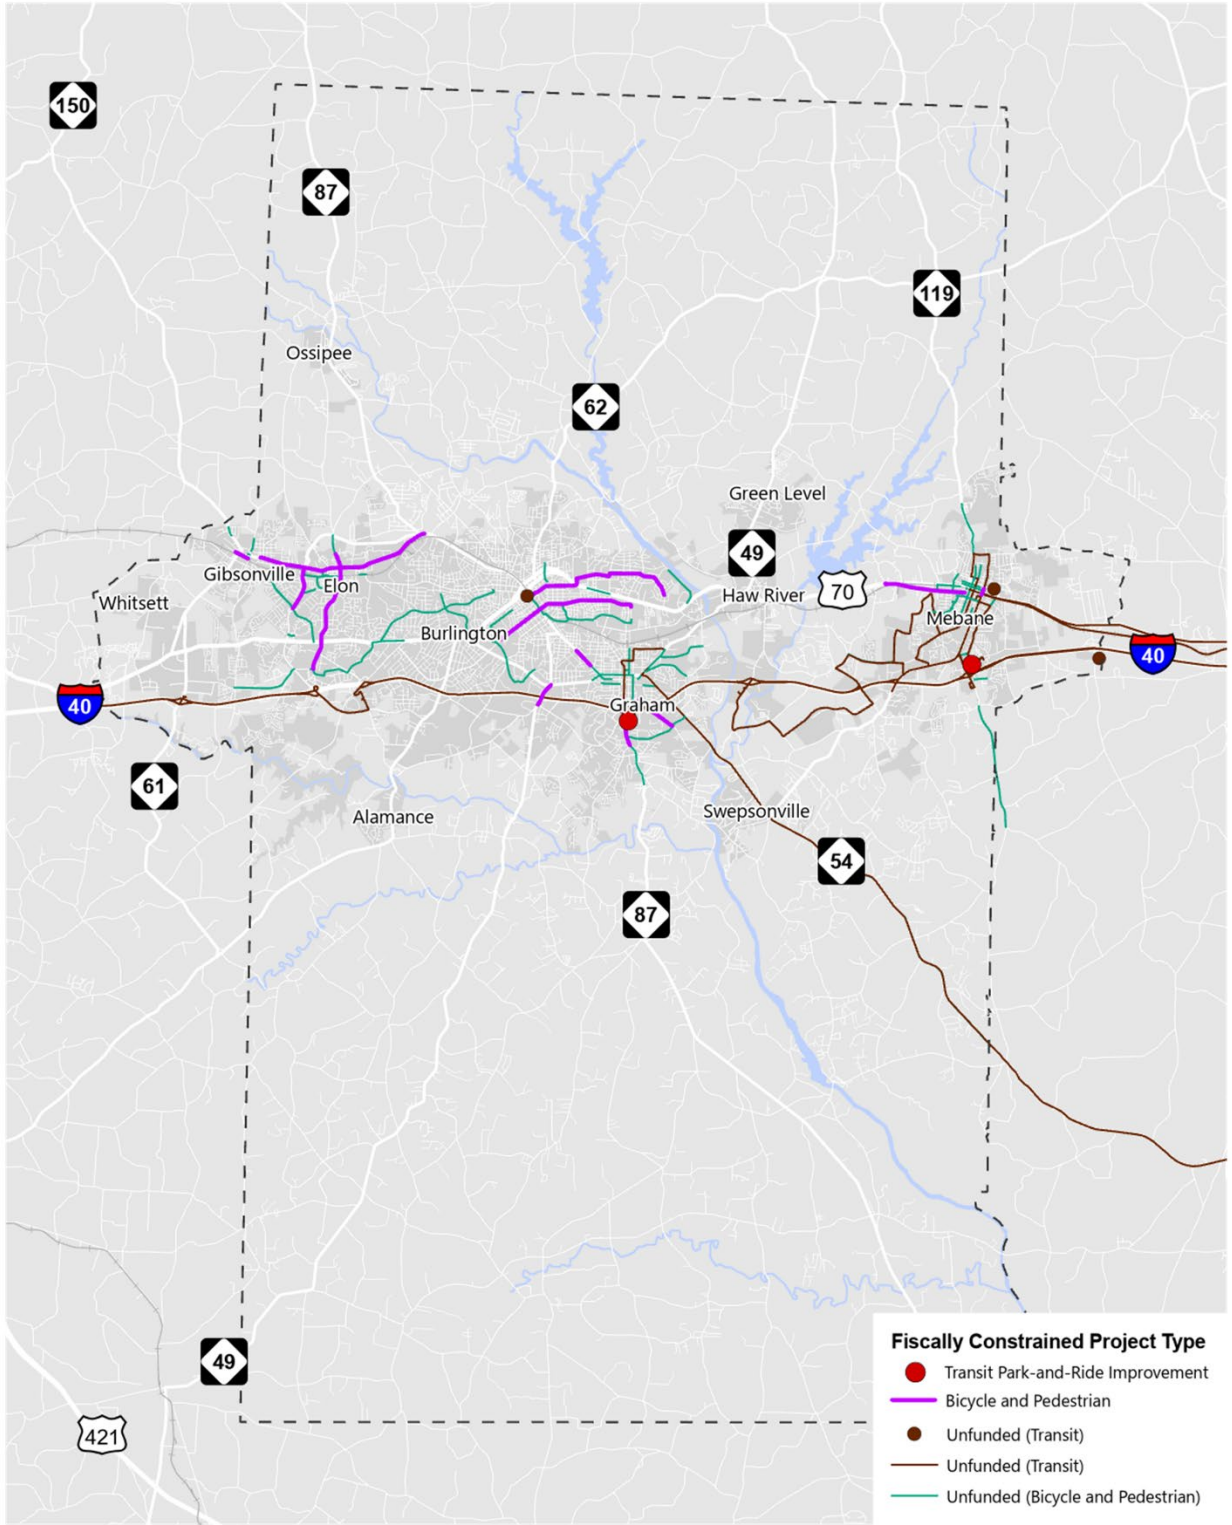 150
87
119
Ossipee
62
Green Level
49
Gibsonville
Elon
70
Haw River
Whitsett
Mebane
Burlington
40
40
Graham
61
Alamance
Swepsonville
54
87
49
421
Fiscally Constrained Project Type
Transit Park-and-Ride Improvement
Bicycle and Pedestrian
Unfunded (Transit)
Unfunded (Transit)
Unfunded (Bicycle and Pedestrian)